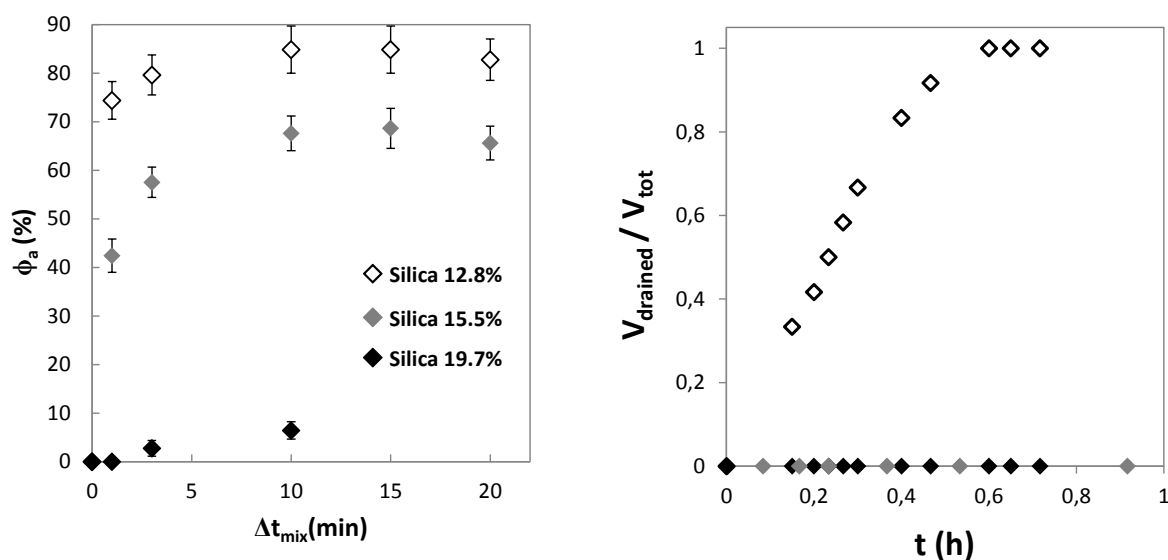 90
80
70
60
50
40
30
20
10
0
ϕa (%)
Silica 12.8%
Silica 15.5%
Silica 19.7%
0 5 10 15 20
Δtmix(min)
1
0,8
0,6
0,4
0,2
0
Vdrained / Vtot
0 0,2 0,4 0,6 0,8 1
t (h)